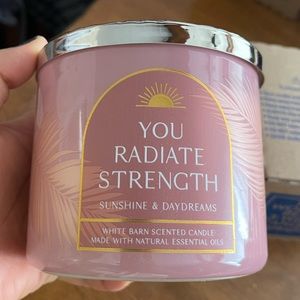 YOU
RADIATE
STRENGTH
SUNSHINE & DAYDREAMS
WHITE BARN SCENTED CANDLE
MADE WITH NATURAL ESSENTIAL OILS